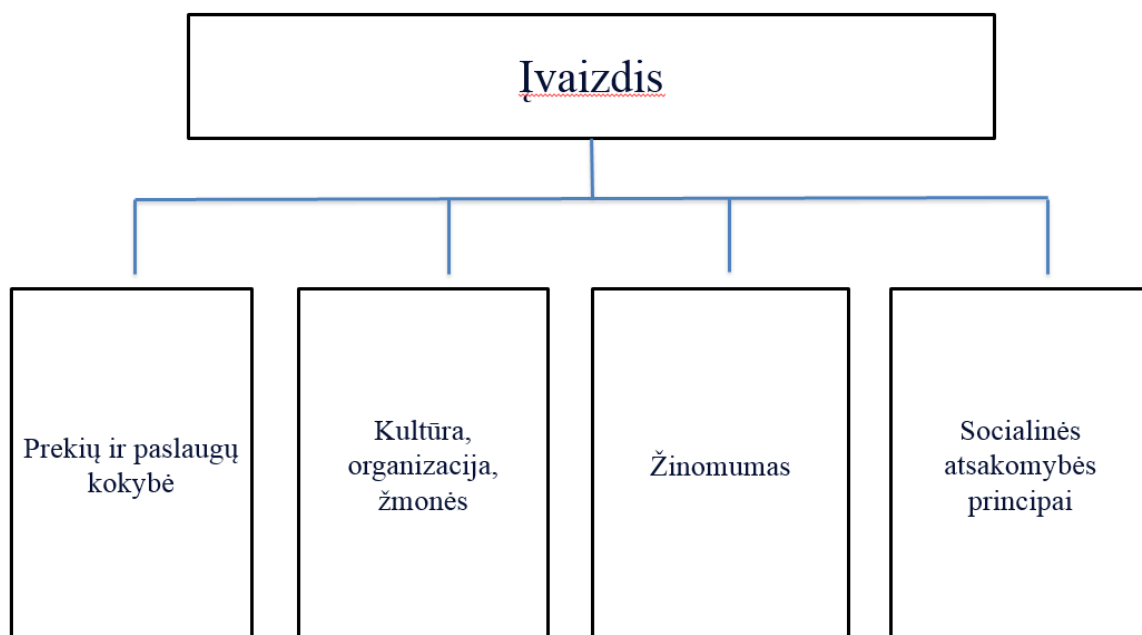 Įvaizdis
Prekių ir paslaugų
kokybė
Kultūra,
organizacija,
žmonės
Žinomumas
Socialinės
atsakomybės
principai